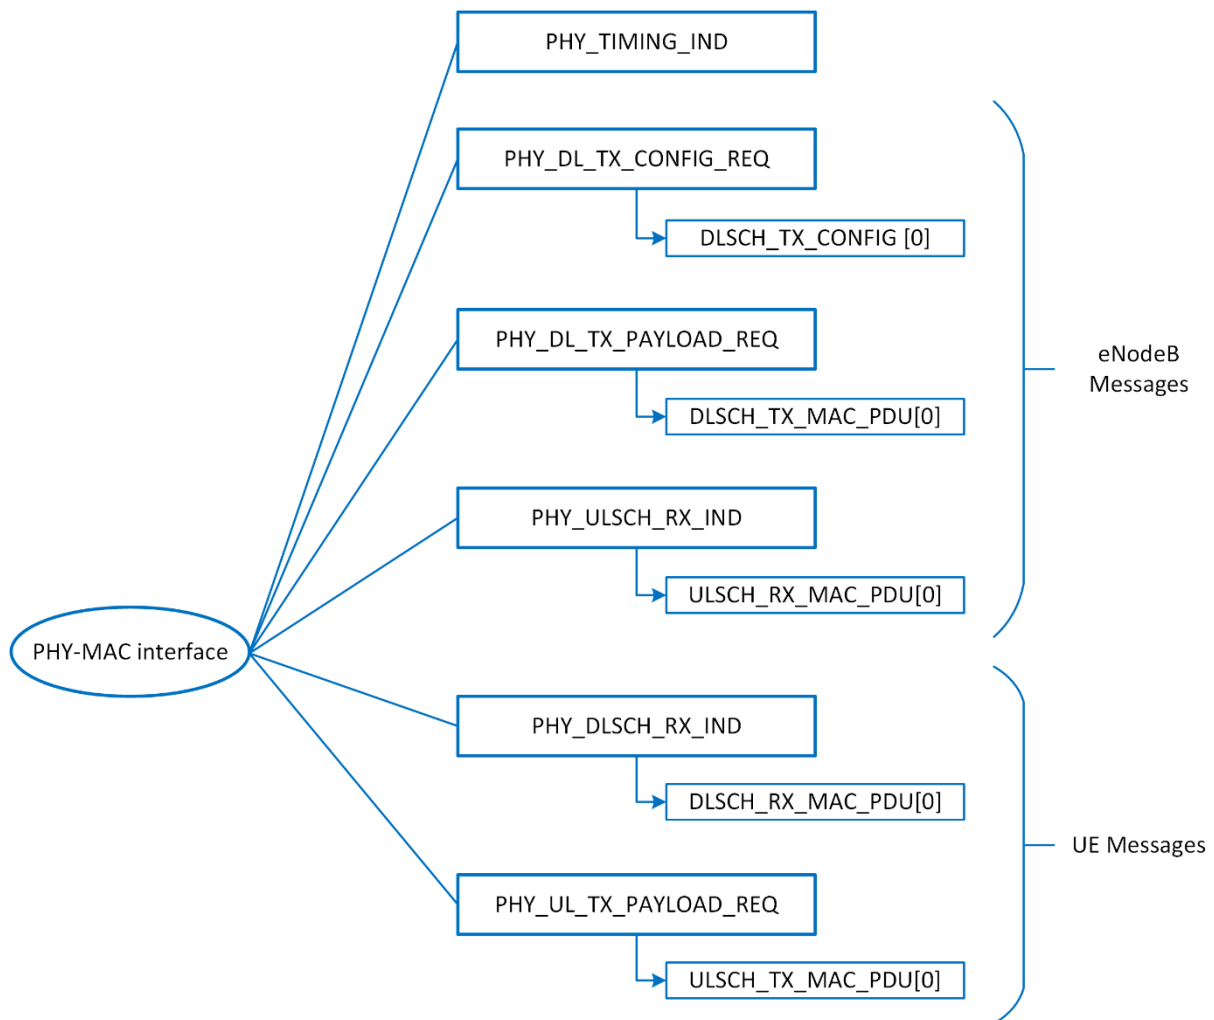 PHY_TIMING_IND
PHY_DL_TX_CONFIG_REQ
DLSCH_TX_CONFIG [0]
PHY_DL_TX_PAYLOAD_REQ
DLSCH_TX_MAC_PDU[0]
eNodeB
Messages
PHY_ULSCH_RX_IND
ULSCH_RX_MAC_PDU[0]
PHY-MAC interface
PHY_DLSCH_RX_IND
DLSCH_RX_MAC_PDU[0]
UE Messages
PHY_UL_TX_PAYLOAD_REQ
ULSCH_TX_MAC_PDU[0]